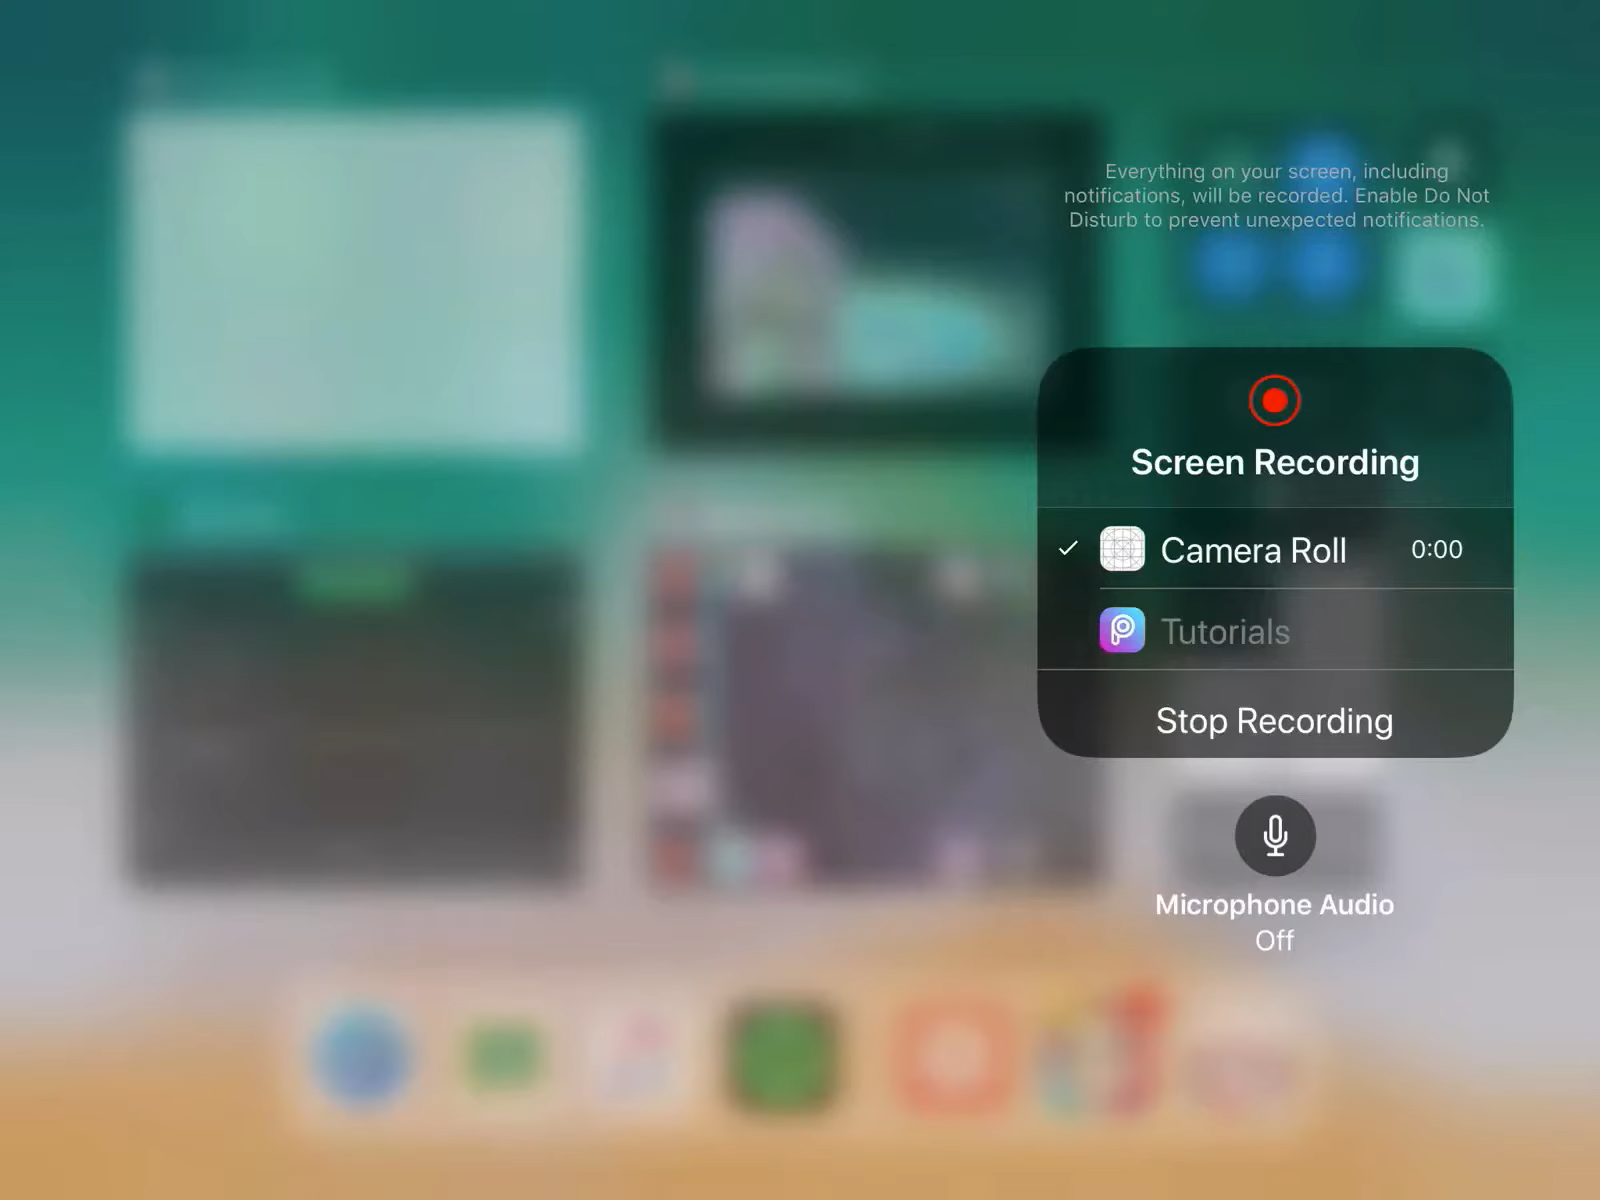 Everything on your screen, including
notifications, will be recorded. Enable Do Not
Disturb to prevent unexpected notifications.
Screen Recording
Camera Roll 0:00
Tutorials
Stop Recording
Microphone Audio
Off